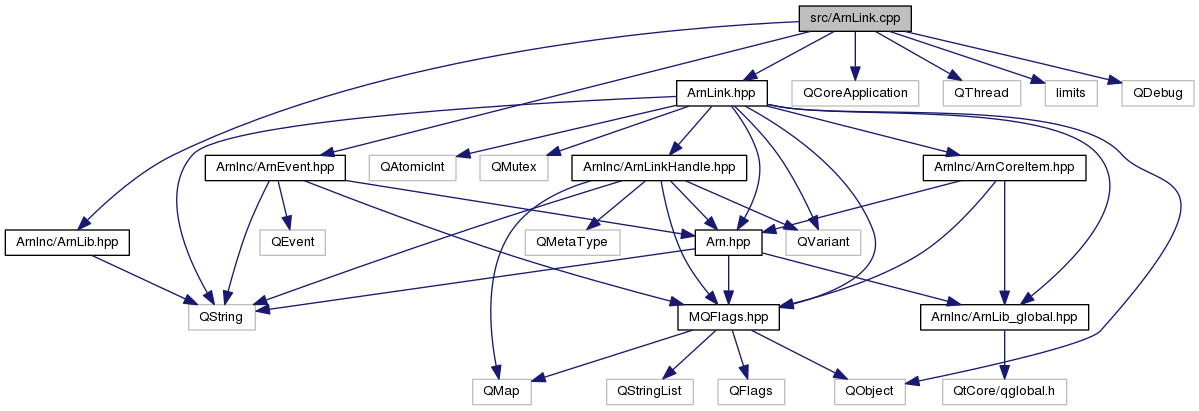 src/ArnLink.cpp
ArnLink.hpp
QCoreApplication
QThread
limits
QDebug
ArnInc/ArnEvent.hpp
QAtomicInt
QMutex
ArnInc/ArnLinkHandle.hpp
ArnInc/ArnCoreItem.hpp
ArnInc/ArnLib.hpp
QEvent
QMetaType
Arn.hpp
QVariant
QString
MQFlags.hpp
ArnInc/ArnLib_global.hpp
QMap
QStringList
QFlags
QObject
QtCore/qglobal.h